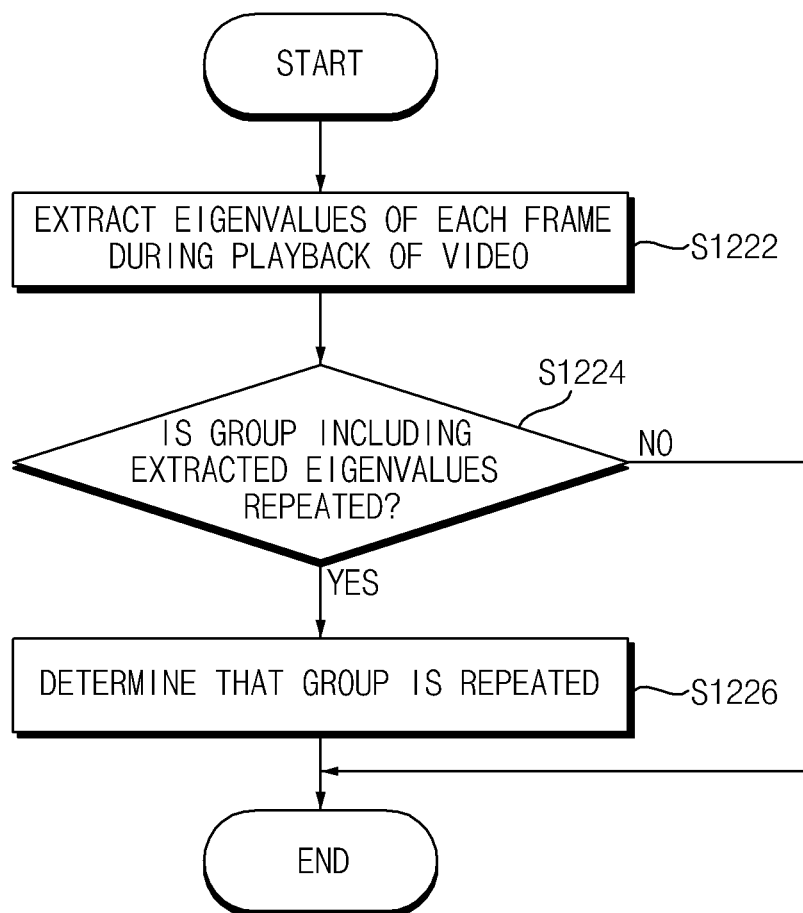 START
EXTRACT EIGENVALUES OF EACH FRAME
DURING PLAYBACK OF VIDEO
S1222
S1224
IS GROUP INCLUDING
EXTRACTED EIGENVALUES
REPEATED?
NO
YES
DETERMINE THAT GROUP IS REPEATED
S1226
END